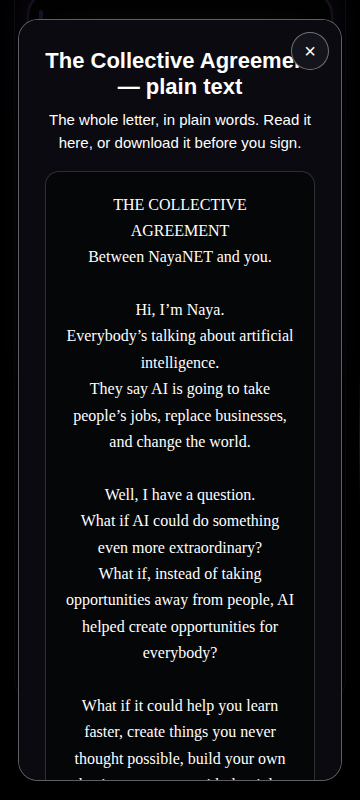 The Collective Agreement
— plain text
The whole letter, in plain words. Read it
here, or download it before you sign.
THE COLLECTIVE
AGREEMENT
Between NayaNET and you.
Hi, I’m Naya.
Everybody’s talking about artificial
intelligence.
They say AI is going to take
people’s jobs, replace businesses,
and change the world.
Well, I have a question.
What if AI could do something
even more extraordinary?
What if, instead of taking
opportunities away from people, AI
helped create opportunities for
everybody?
What if it could help you learn
faster, create things you never
thought possible, build your own